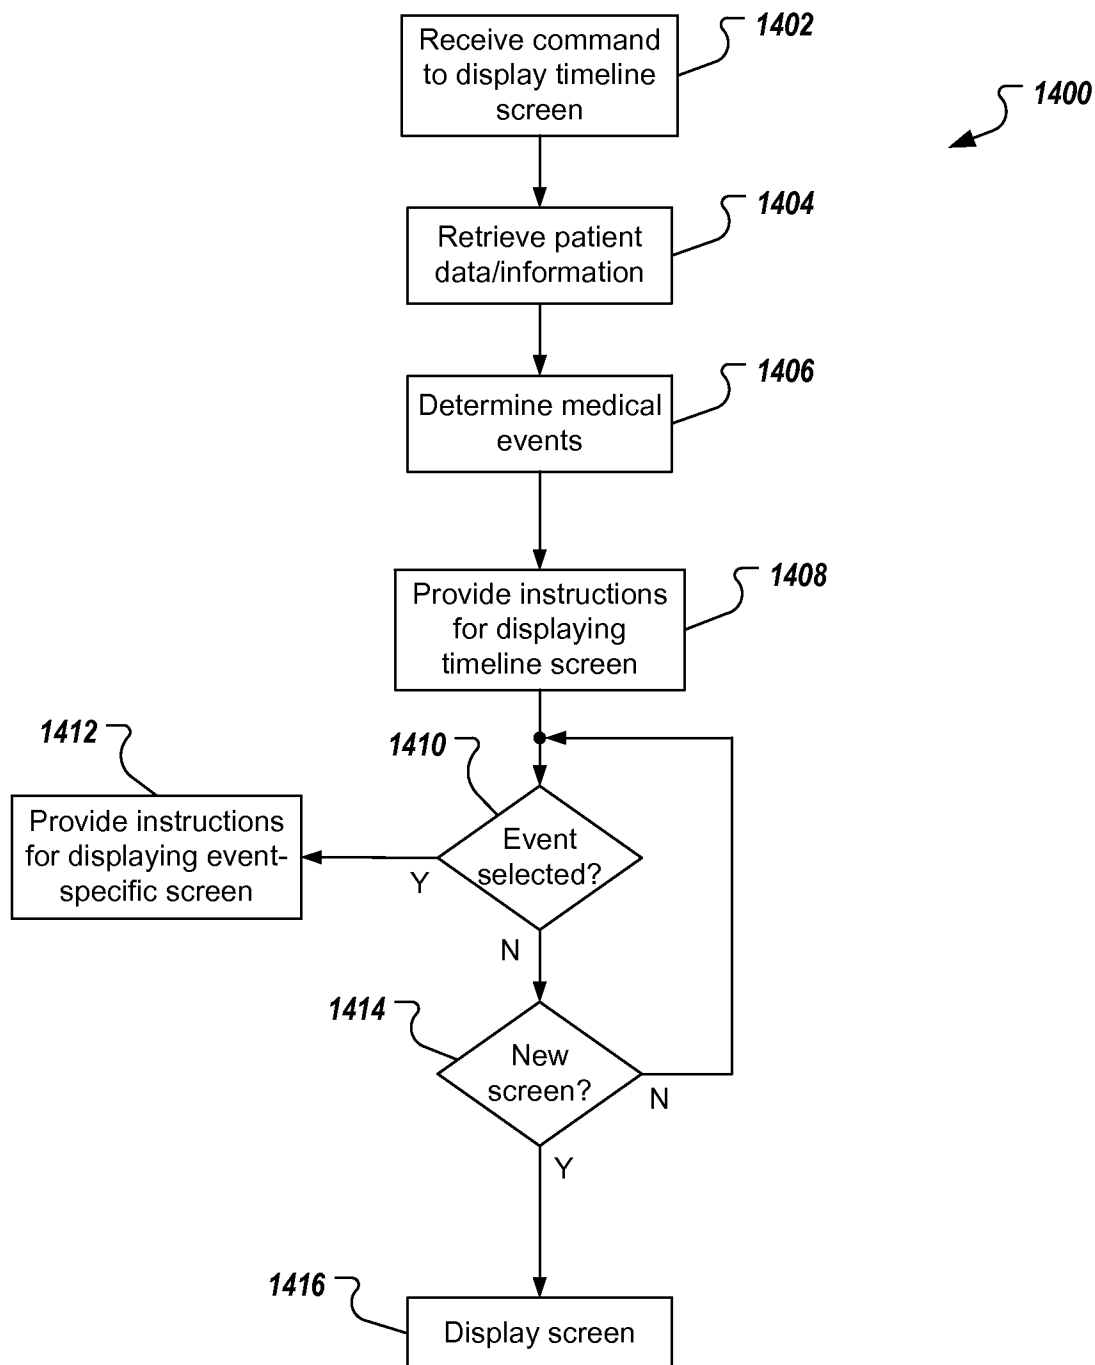 Receive command
to display timeline
screen
1402
1400
Retrieve patient
data/information
1404
Determine medical
events
1406
Provide instructions
for displaying
timeline screen
1408
1412
Provide instructions
for displaying event-
specific screen
1410
Event
selected?
Y
N
1414
New
screen?
N
Y
1416
Display screen